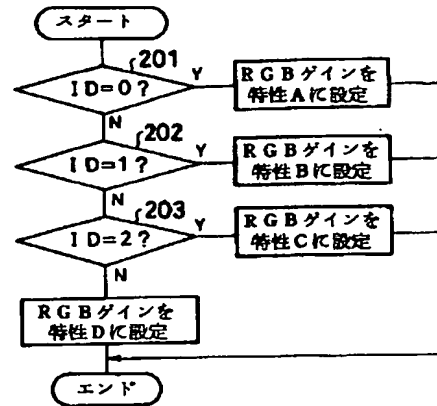 スタート
201
ID=0?
Y
RGBゲインを
特性Aに設定
N
202
ID=1?
Y
RGBゲインを
特性Bに設定
N
203
ID=2?
Y
RGBゲインを
特性Cに設定
N
RGBゲインを
特性Dに設定
エンド